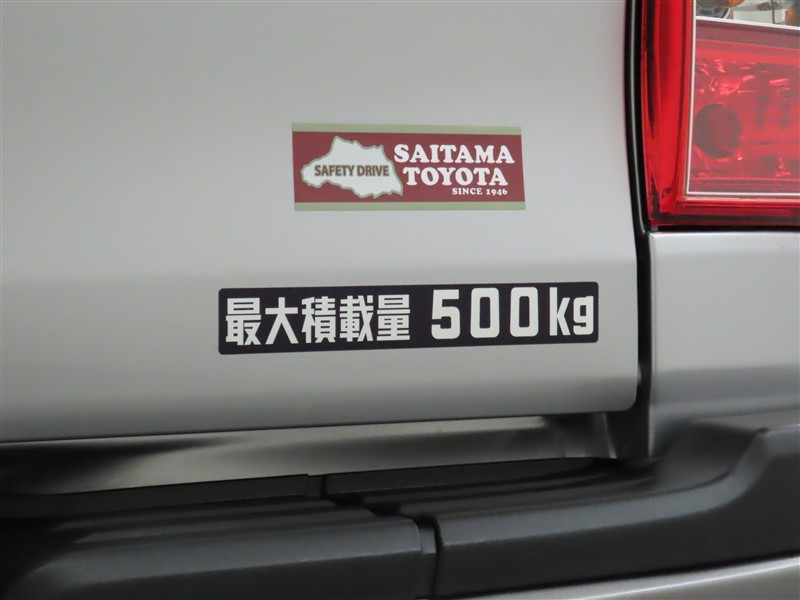 SAFETY DRIVE
SAITAMA
TOYOTA
SINCE 1946
最大積載量 500kg